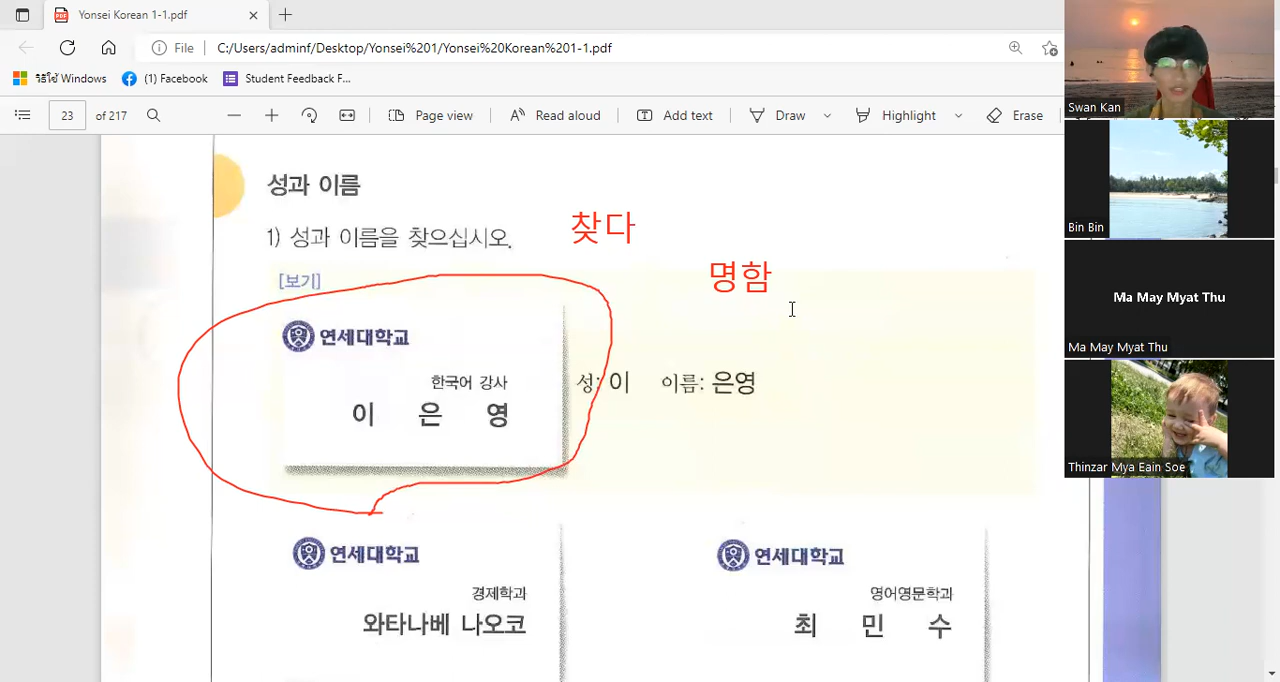 Yonsei Korean 1-1.pdf
File C:/Users/adminf/Desktop/Yonsei%201/Yonsei%20Korean%201-1.pdf
วิธีใช้ Windows (1) Facebook Student Feedback F...
23 of 217 Page view Read aloud Add text Draw Highlight Erase
성과 이름
1) 성과 이름을 찾으십시오.
찾다
[보기]
명함
연세대학교
한국어 강사
이 은 영
성: 이 이름: 은영
연세대학교
경제학과
와타나베 나오코
연세대학교
영어영문학과
최 민 수
Swan Kan
Bin Bin
Ma May Myat Thu
Ma May Myat Thu
Thinzar Mya Eain Soe